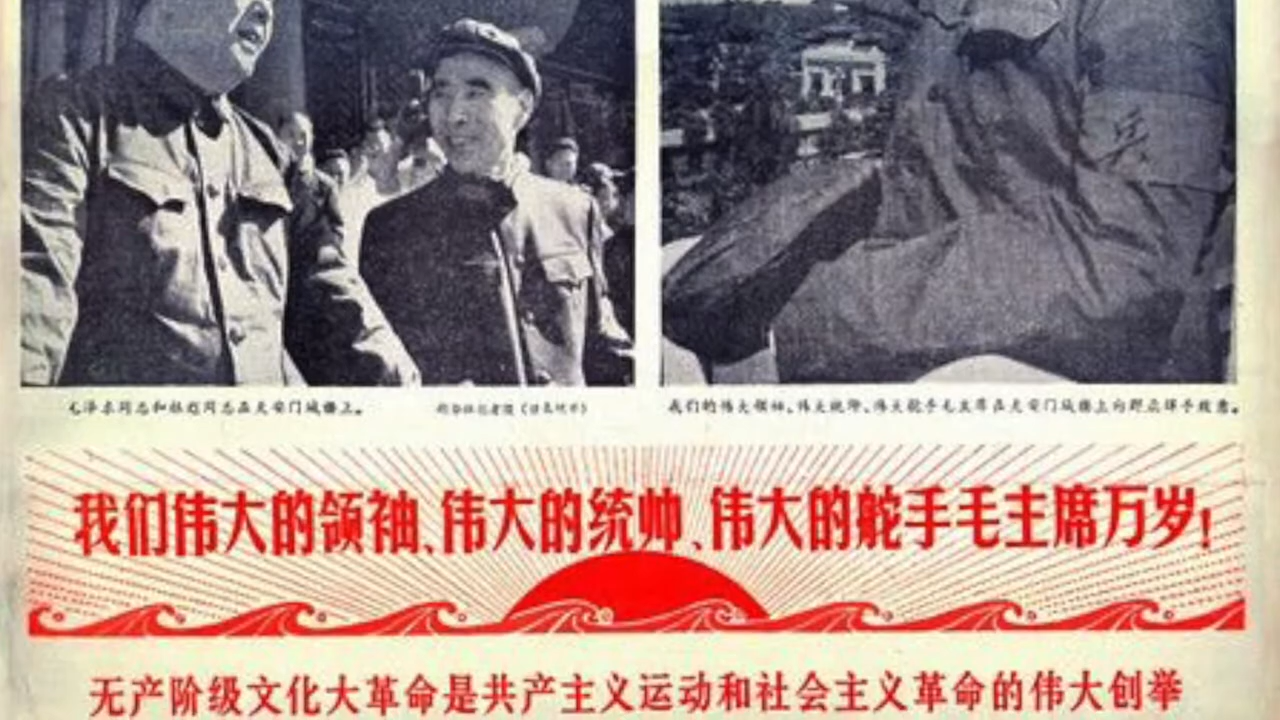 兵
毛泽东同志和林彪同志在天安门城楼上。
我们的伟大领袖、伟大统帅、伟大舵手毛主席在天安门城楼上向群众挥手致意。
我们伟大的领袖、伟大的统帅、伟大的舵手毛主席万岁!
无产阶级文化大革命是共产主义运动和社会主义革命的伟大创举